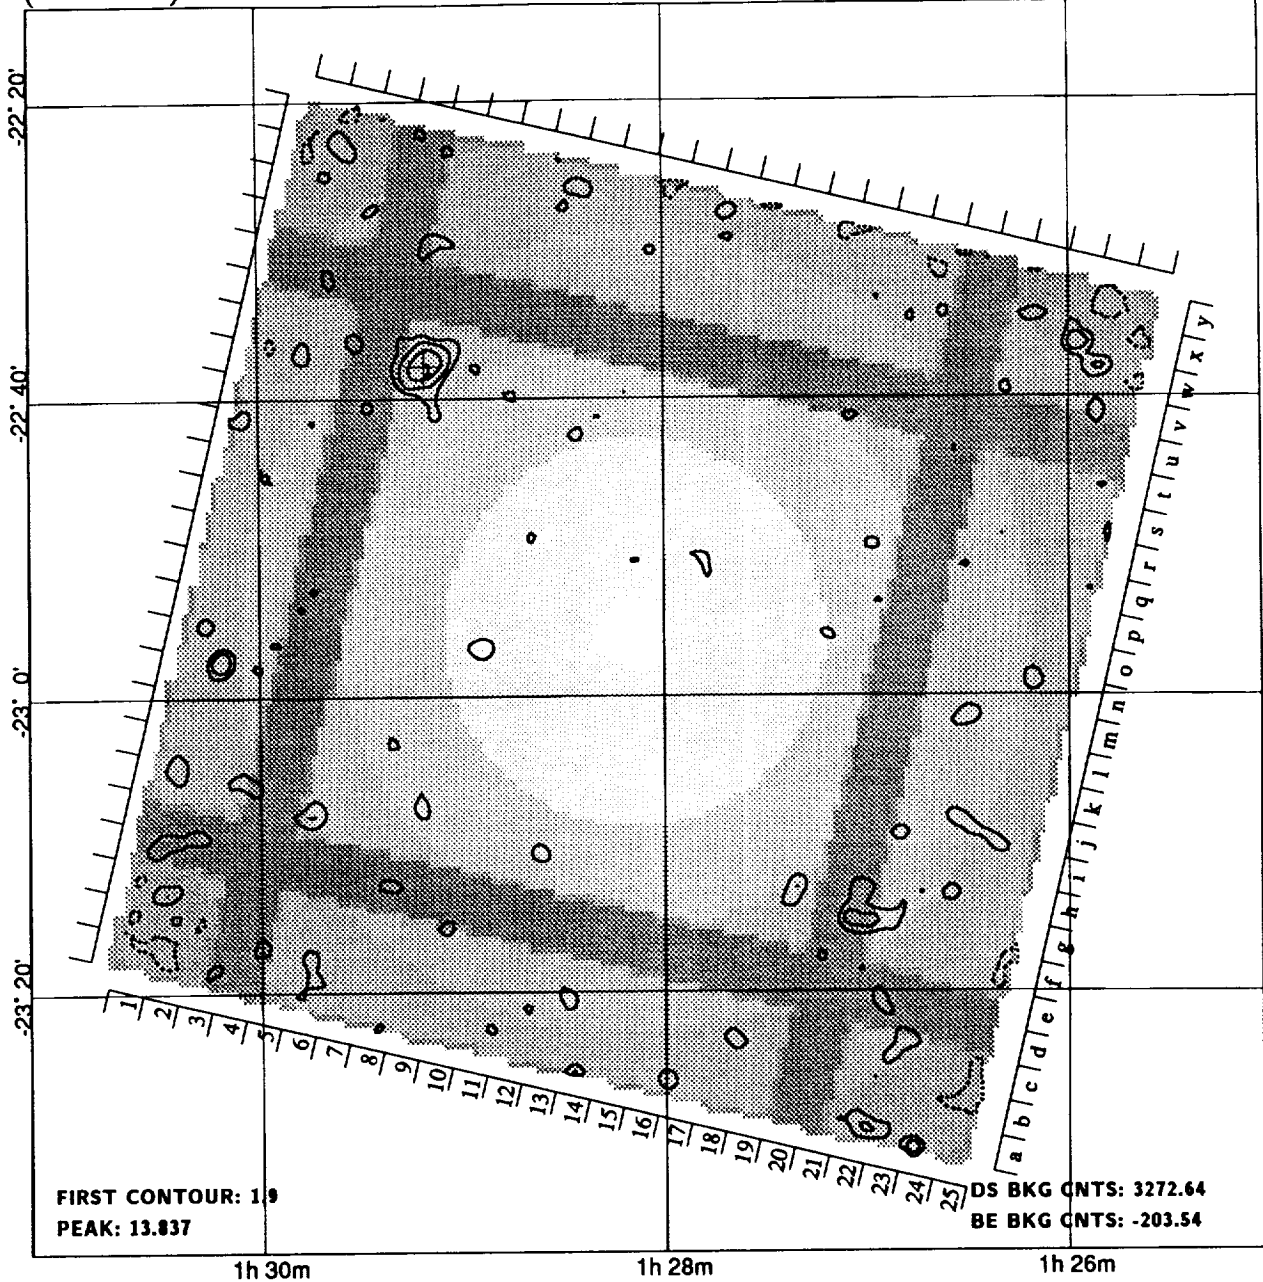 -22° 20'
-22° 40'
-23° 0'
-23° 20'
y
x
w
v
u
t
s
r
q
p
o
n
m
l
k
j
i
h
g
f
e
d
c
b
a
1 2 3 4 5 6 7 8 9 10 11 12 13 14 15 16 17 18 19 20 21 22 23 24 25
FIRST CONTOUR: 1.9
PEAK: 13.837
DS BKG CNTS: 3272.64
BE BKG CNTS: -203.54
1h 30m 1h 28m 1h 26m